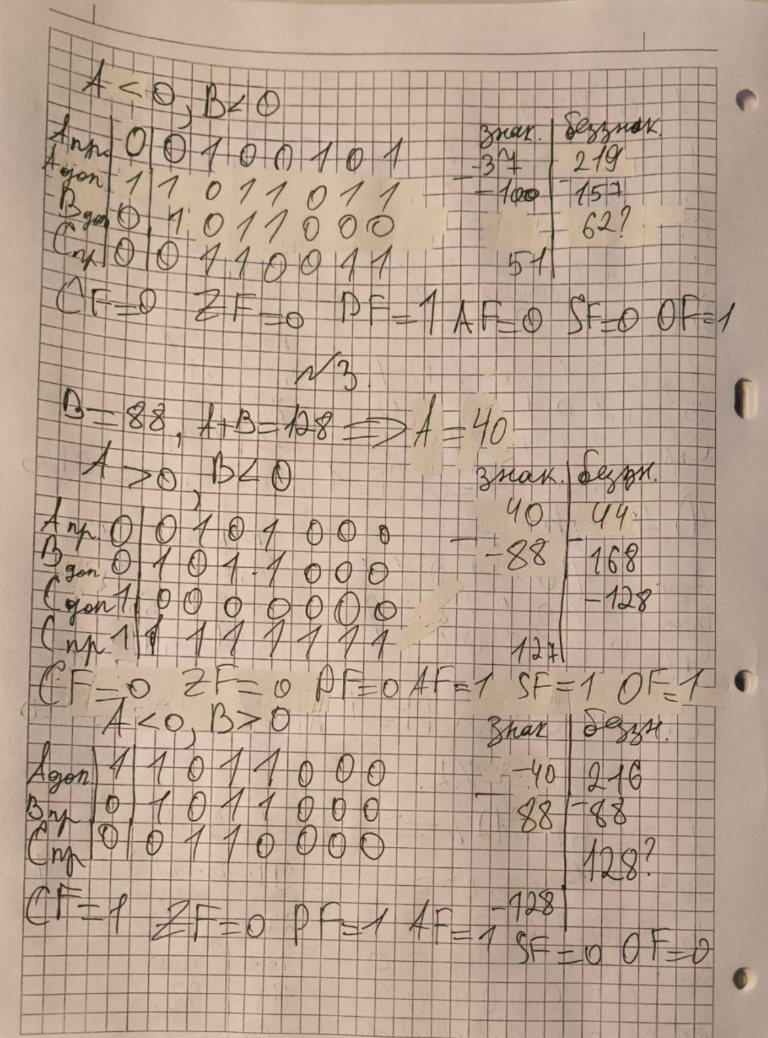 A<0, B<0
знак. | беззнак.
Aпр. 0|0 1 0 0 1 0 1 -37 | 219
Aдоп 1|1 0 1 1 0 1 1 -100 | 157
Bдоп 0|1 0 1 1 0 0 0 62?
Cпр 0|0 1 1 0 0 1 1 51
CF=0 ZF=0 PF=1 AF=0 SF=0 OF=1
№3.
B=88, A+B=128 => A=40
A>0, B<0
знак. | беззн.
Aпр 0|0 1 0 1 0 0 0 40 | 44
Bдоп 0|1 0 1 1 0 0 0 -88 | 168
Cдоп 1|0 0 0 0 0 0 0 -128
Cпр 1|1 1 1 1 1 1 1 127
CF=0 ZF=0 PF=0 AF=1 SF=1 OF=1
A<0, B>0
знак | беззн.
Aдоп 1|1 0 1 1 0 0 0 -40 | 216
Bпр 0|1 0 1 1 0 0 0 88 | 88
Cпр 0|0 1 1 0 0 0 0 128?
-128
CF=1 ZF=0 PF=1 AF=1 SF=0 OF=0